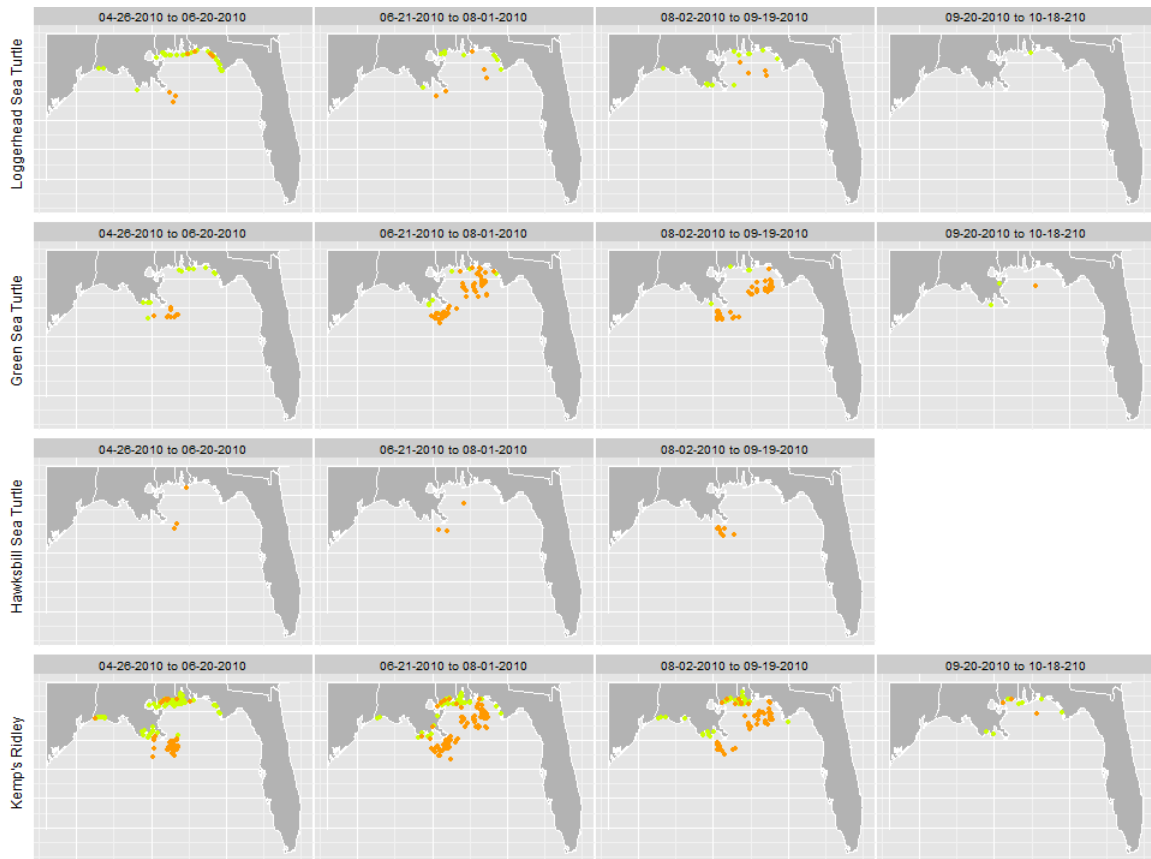 04-26-2010 to 06-20-2010
06-21-2010 to 08-01-2010
08-02-2010 to 09-19-2010
09-20-2010 to 10-18-210
Loggerhead Sea Turtle
04-26-2010 to 06-20-2010
06-21-2010 to 08-01-2010
08-02-2010 to 09-19-2010
09-20-2010 to 10-18-210
Green Sea Turtle
04-26-2010 to 06-20-2010
06-21-2010 to 08-01-2010
08-02-2010 to 09-19-2010
Hawksbill Sea Turtle
04-26-2010 to 06-20-2010
06-21-2010 to 08-01-2010
08-02-2010 to 09-19-2010
09-20-2010 to 10-18-210
Kemp's Ridley